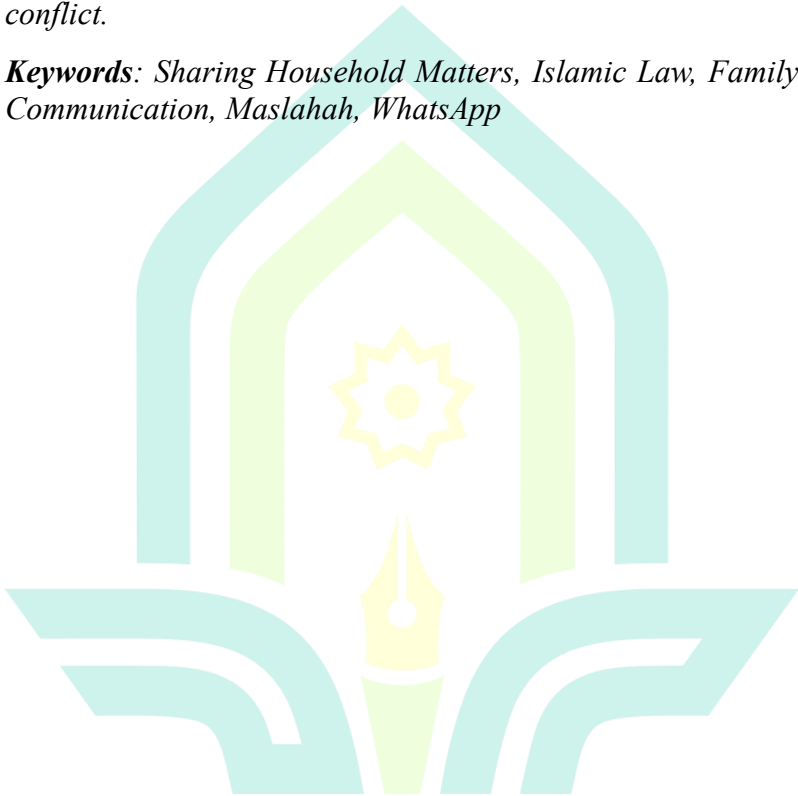 conflict.
Keywords: Sharing Household Matters, Islamic Law, Family
Communication, Maslahah, WhatsApp